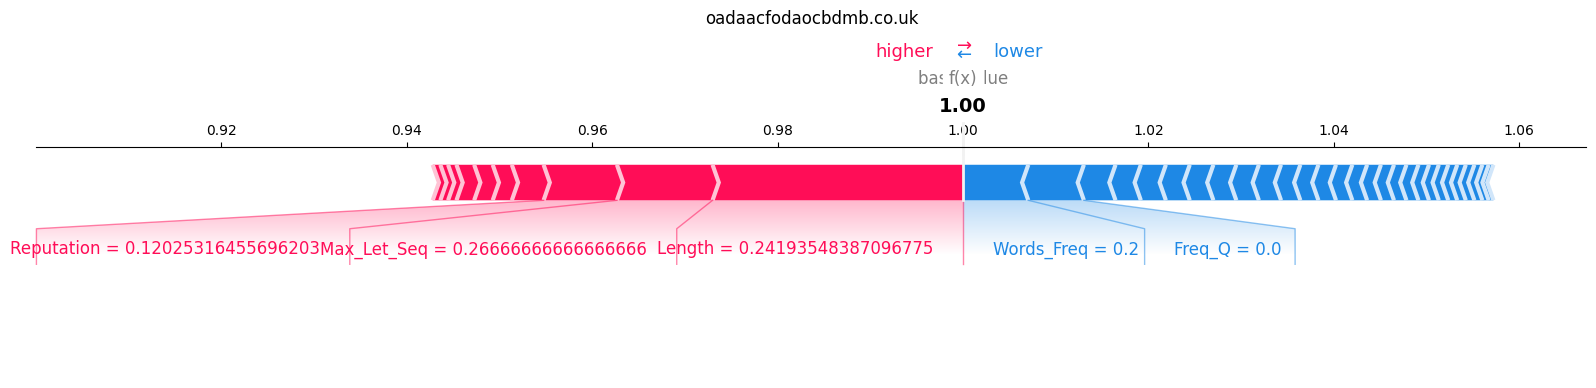 oadaacfodaocbdmb.co.uk
higher ⇄ lower
f(x)
1.00
0.92 0.94 0.96 0.98 1.00 1.02 1.04 1.06
Reputation = 0.12025316455696203 Max_Let_Seq = 0.26666666666666666 Length = 0.24193548387096775 Words_Freq = 0.2 Freq_Q = 0.0